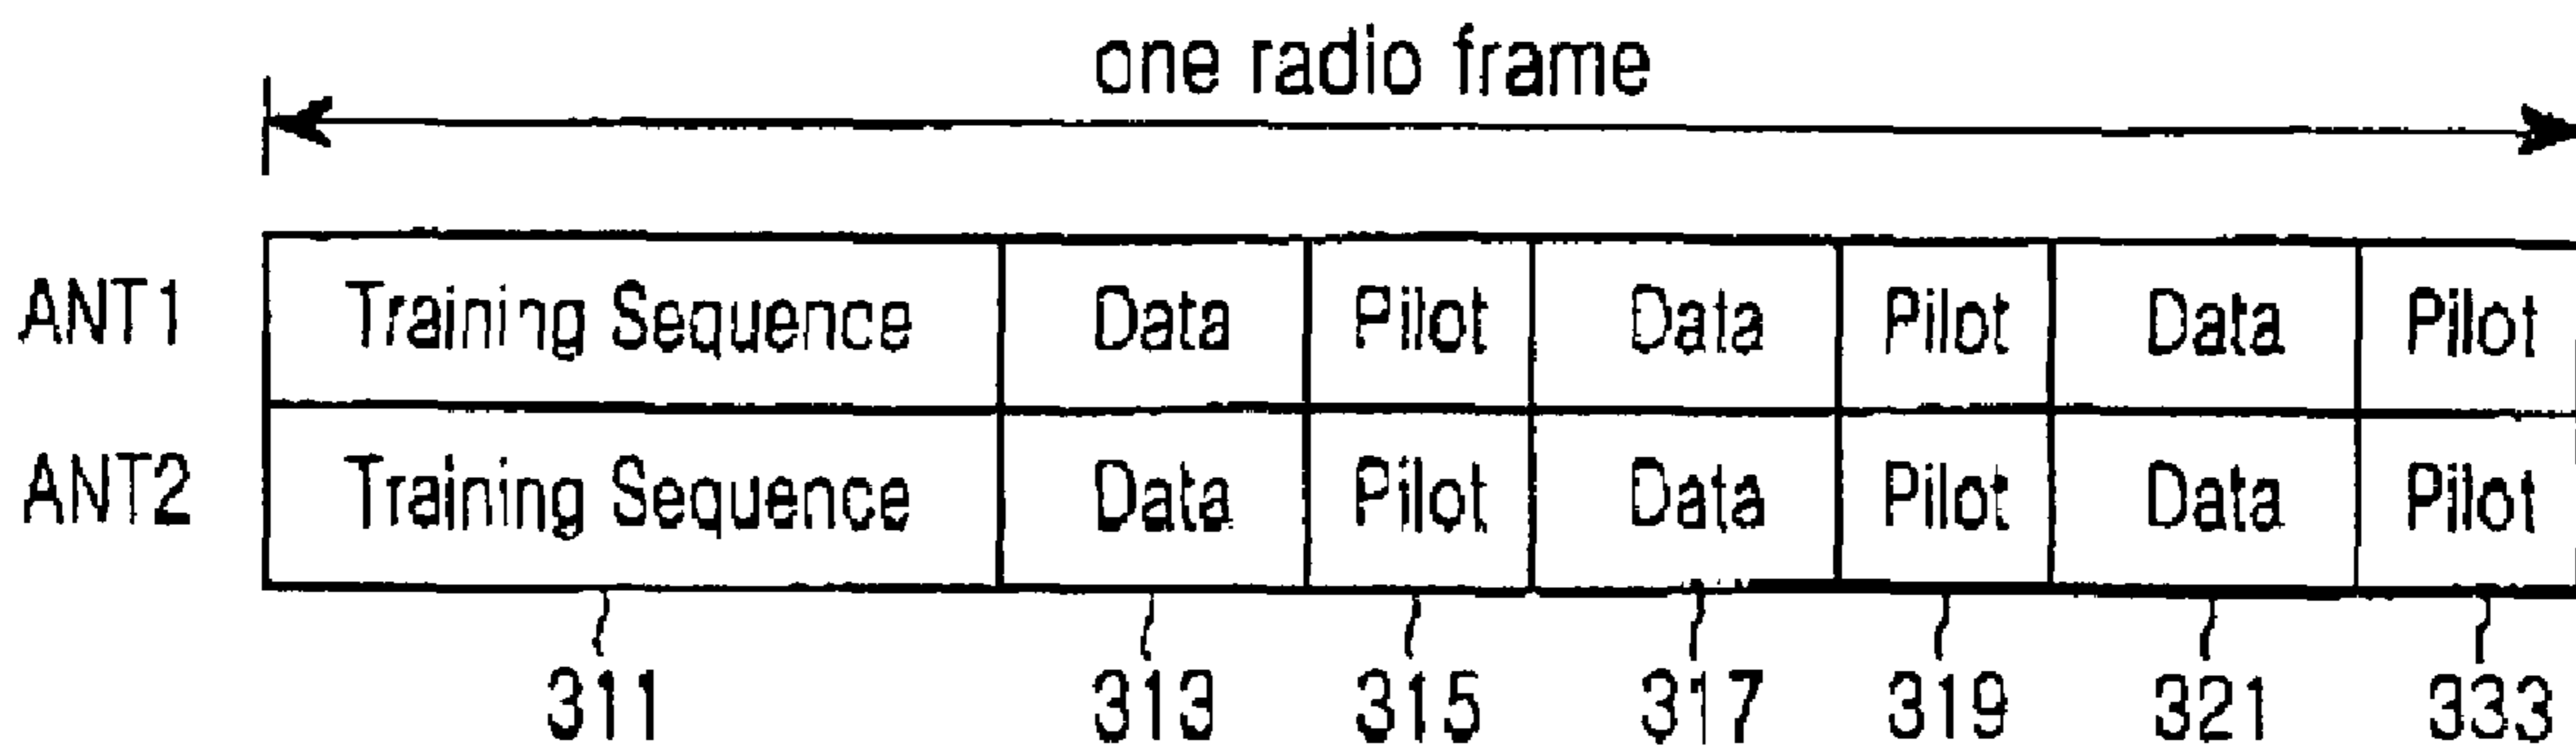 one radio frame
ANT1 Training Sequence Data Pilot Data Pilot Data Pilot
ANT2 Training Sequence Data Pilot Data Pilot Data Pilot
311 313 315 317 319 321 333